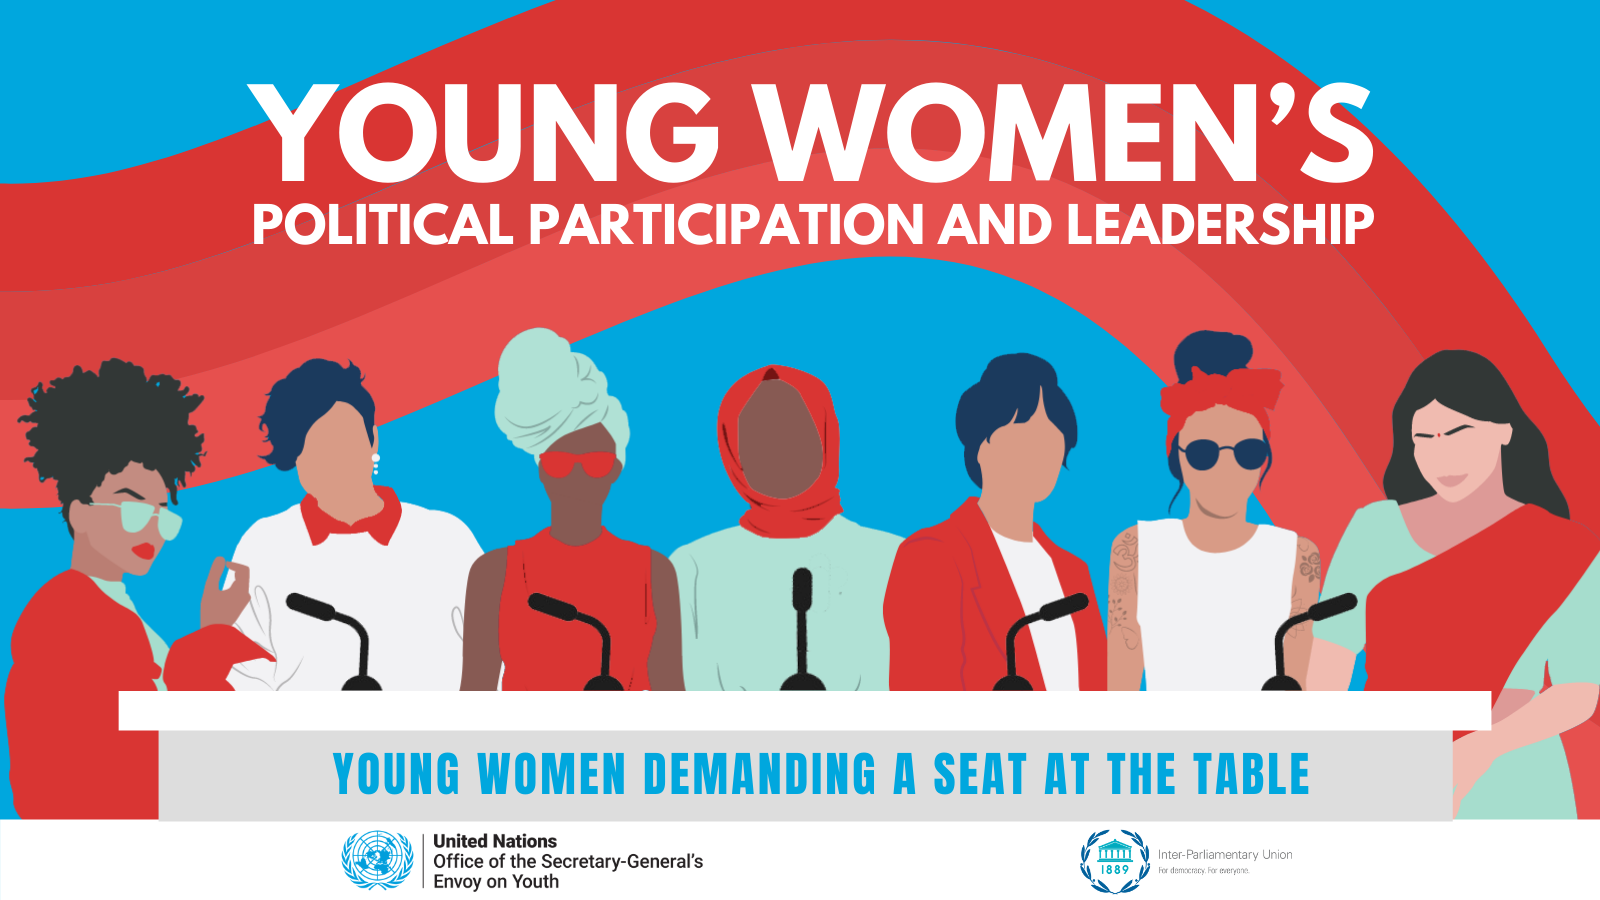 YOUNG WOMEN’S
POLITICAL PARTICIPATION AND LEADERSHIP
YOUNG WOMEN DEMANDING A SEAT AT THE TABLE
United Nations
Office of the Secretary-General’s
Envoy on Youth
1889
Inter-Parliamentary Union
For democracy. For everyone.